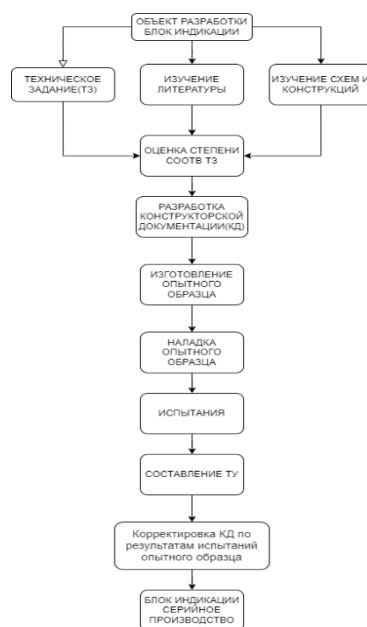 ОБЪЕКТ РАЗРАБОТКИ
БЛОК ИНДИКАЦИИ
ТЕХНИЧЕСКОЕ
ЗАДАНИЕ(ТЗ)
ИЗУЧЕНИЕ
ЛИТЕРАТУРЫ
ИЗУЧЕНИЕ СХЕМ И
КОНСТРУКЦИЙ
ОЦЕНКА СТЕПЕНИ
СООТВ ТЗ
РАЗРАБОТКА
КОНСТРУКТОРСКОЙ
ДОКУМЕНТАЦИИ(КД)
ИЗГОТОВЛЕНИЕ
ОПЫТНОГО
ОБРАЗЦА
НАЛАДКА
ОПЫТНОГО
ОБРАЗЦА
ИСПЫТАНИЯ
СОСТАВЛЕНИЕ ТУ
Корректировка КД по
результатам испытаний
опытного образца
БЛОК ИНДИКАЦИИ
СЕРИЙНОЕ
ПРОИЗВОДСТВО